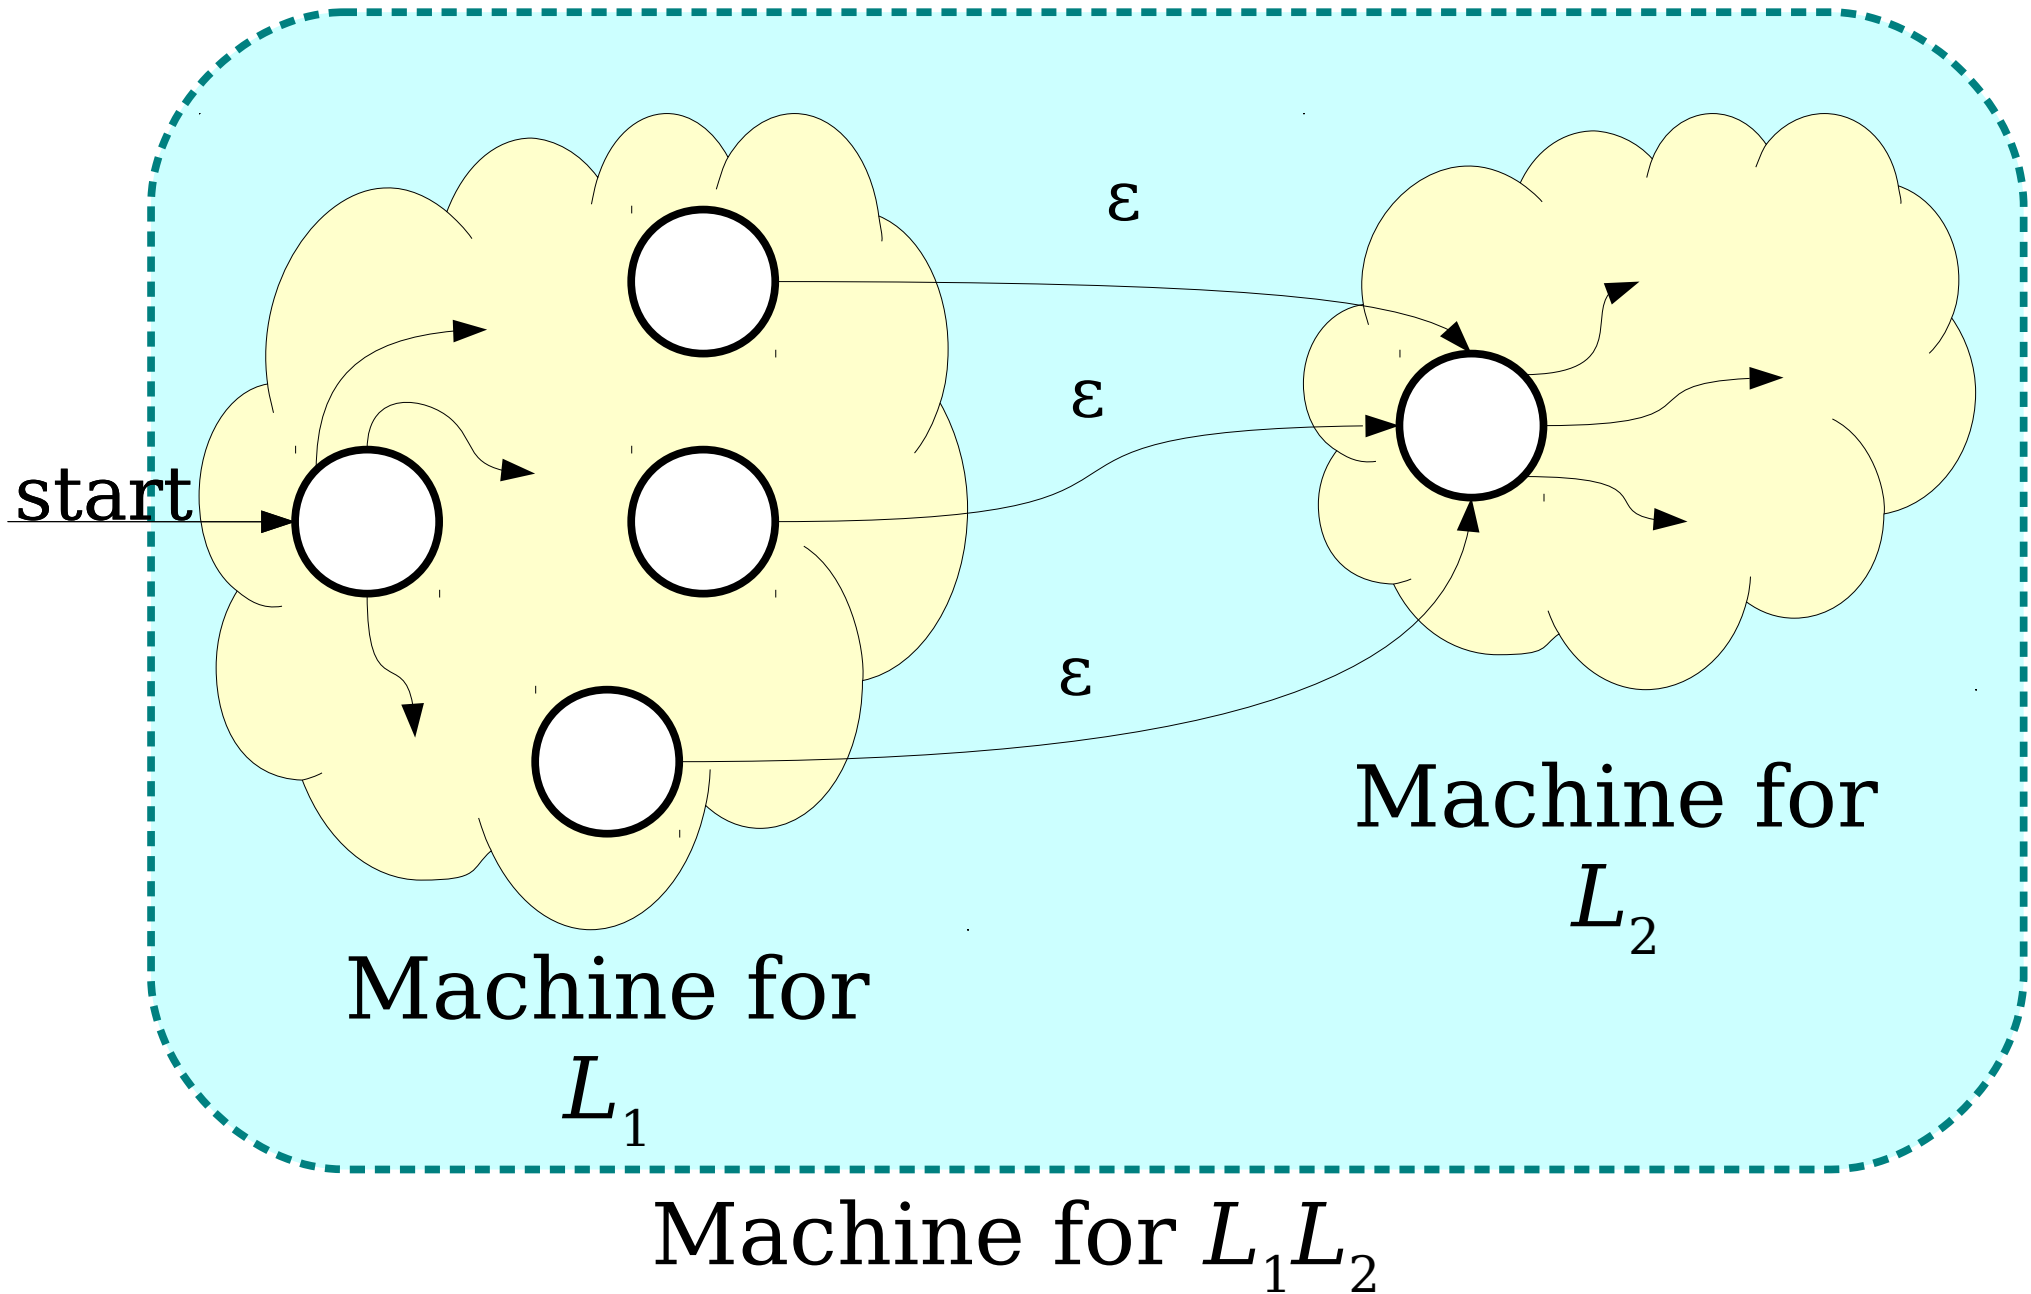 ε
ε
start
ε
Machine for
L₂
Machine for
L₁
Machine for L₁L₂